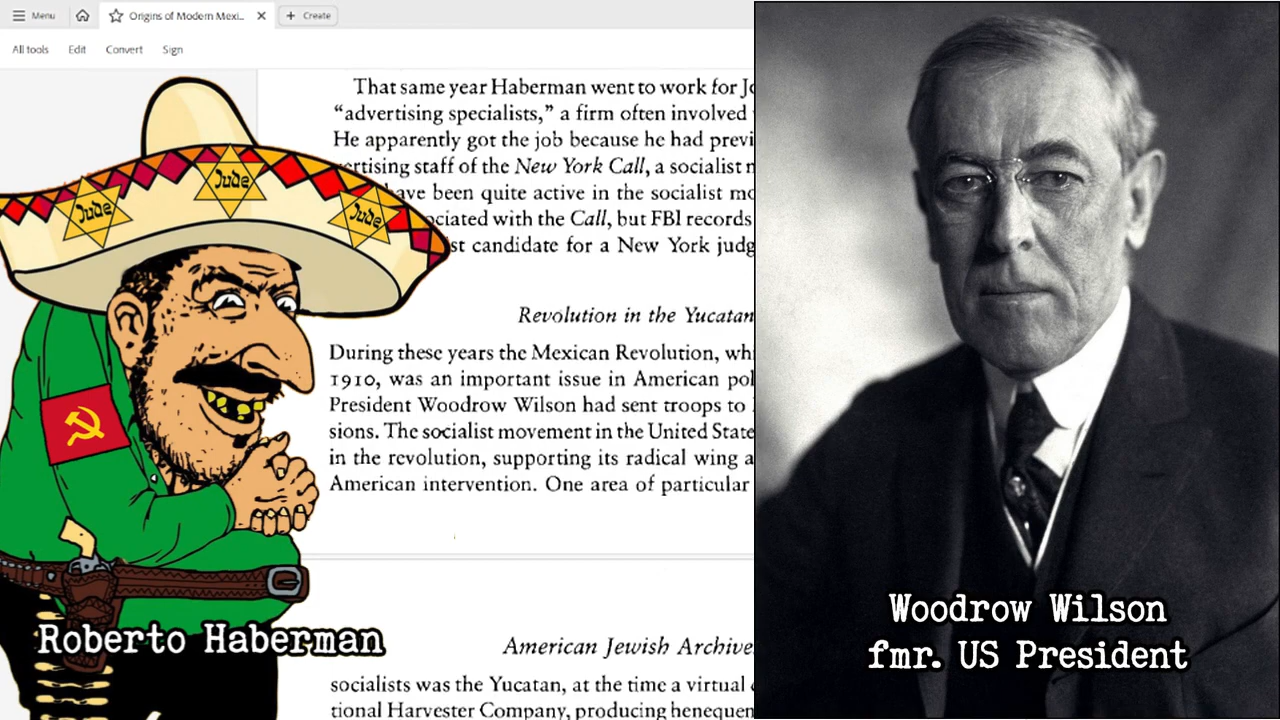 Menu
Origins of Modern Mexi...
Create
All tools Edit Convert Sign
That same year Haberman went to work for
“advertising specialists,” a firm often involved
He apparently got the job because he had
staff of the New York Call, a socialist
have been quite active in the socialist
with the Call, but FBI records
candidate for a New York
Revolution in the Yucatan
During these years the Mexican Revolution,
1910, was an important issue in American
President Woodrow Wilson had sent troops to
sions. The socialist movement in the United State
in the revolution, supporting its radical wing a
American intervention. One area of particular
American Jewish Archive
socialists was the Yucatan, at the time a virtual
tional Harvester Company, producing henequen
Jude
Jude
Jude
Roberto Haberman
Woodrow Wilson
fmr. US President